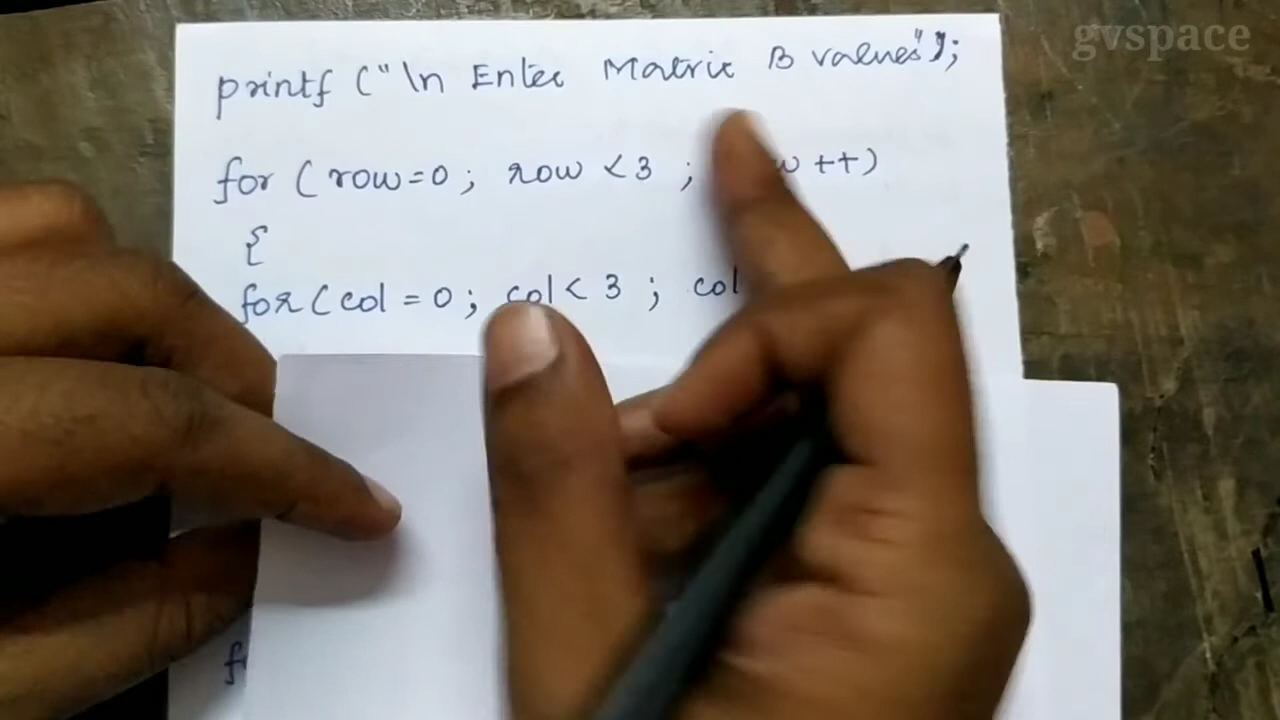 gvspace
printf ("\n Enter Matrix B values");
for (row=0; row <3 ; w ++)
{
for (col = 0; col < 3 ; col
f